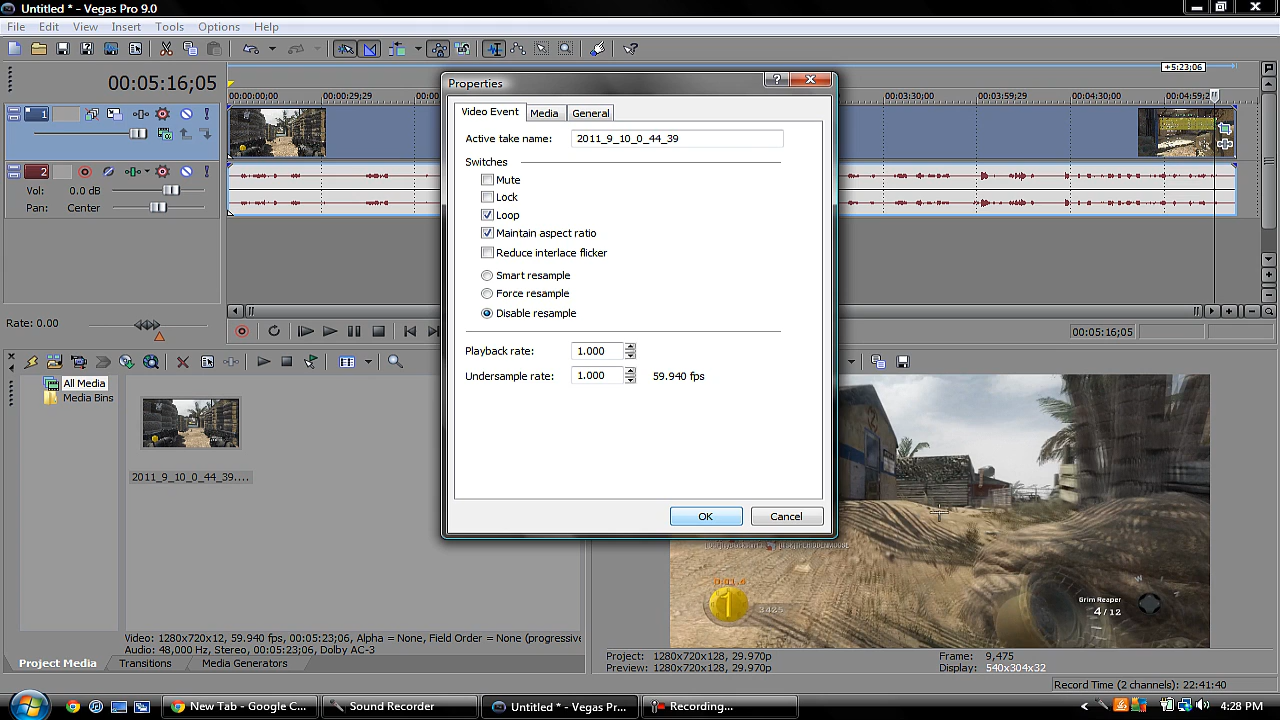 Untitled * - Vegas Pro 9.0
File Edit View Insert Tools Options Help
00:05:16;05
+5:23;06
00:00:00;00
00:00:29;29
00:0
00:03:30;00
00:03:59;29
00:04:30;00
00:04:59;2
1
2
Vol: 0.0 dB
Pan: Center
Rate: 0.00
00:05:16;05
Properties
Video Event Media General
Active take name: 2011_9_10_0_44_39
Switches
Mute
Lock
Loop
Maintain aspect ratio
Reduce interlace flicker
Smart resample
Force resample
Disable resample
Playback rate: 1.000
Undersample rate: 1.000 59.940 fps
OK Cancel
All Media
Media Bins
2011_9_10_0_44_39....
Video: 1280x720x12, 59.940 fps, 00:05:23;06, Alpha = None, Field Order = None (progressive
Audio: 48,000 Hz, Stereo, 00:05:23;06, Dolby AC-3
Project Media Transitions Media Generators
1
3425
Grim Reaper
4/12
Project: 1280x720x128, 29.970p
Preview: 1280x720x128, 29.970p
Frame: 9,475
Display: 540x304x32
Record Time (2 channels): 22:41:40
New Tab - Google C...
Sound Recorder
Untitled * - Vegas Pr...
Recording...
4:28 PM